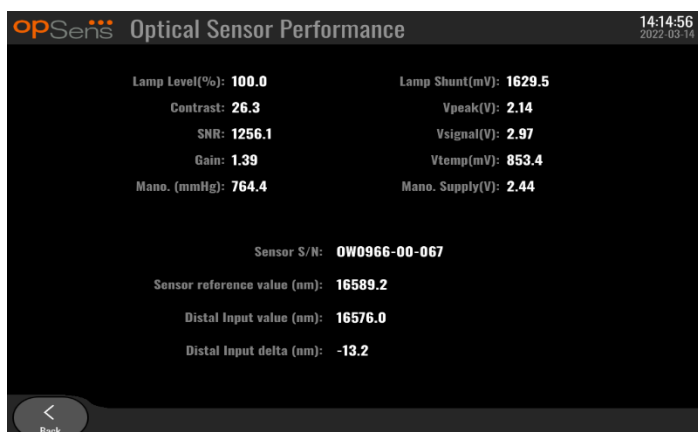 opSens Optical Sensor Performance 14:14:56
2022-03-14
Lamp Level(%): 100.0 Lamp Shunt(mV): 1629.5
Contrast: 26.3 Vpeak(V): 2.14
SNR: 1256.1 Vsignal(V): 2.97
Gain: 1.39 Vtemp(mV): 853.4
Mano. (mmHg): 764.4 Mano. Supply(V): 2.44
Sensor S/N: OW0966-00-067
Sensor reference value (nm): 16589.2
Distal Input value (nm): 16576.0
Distal Input delta (nm): -13.2
Back